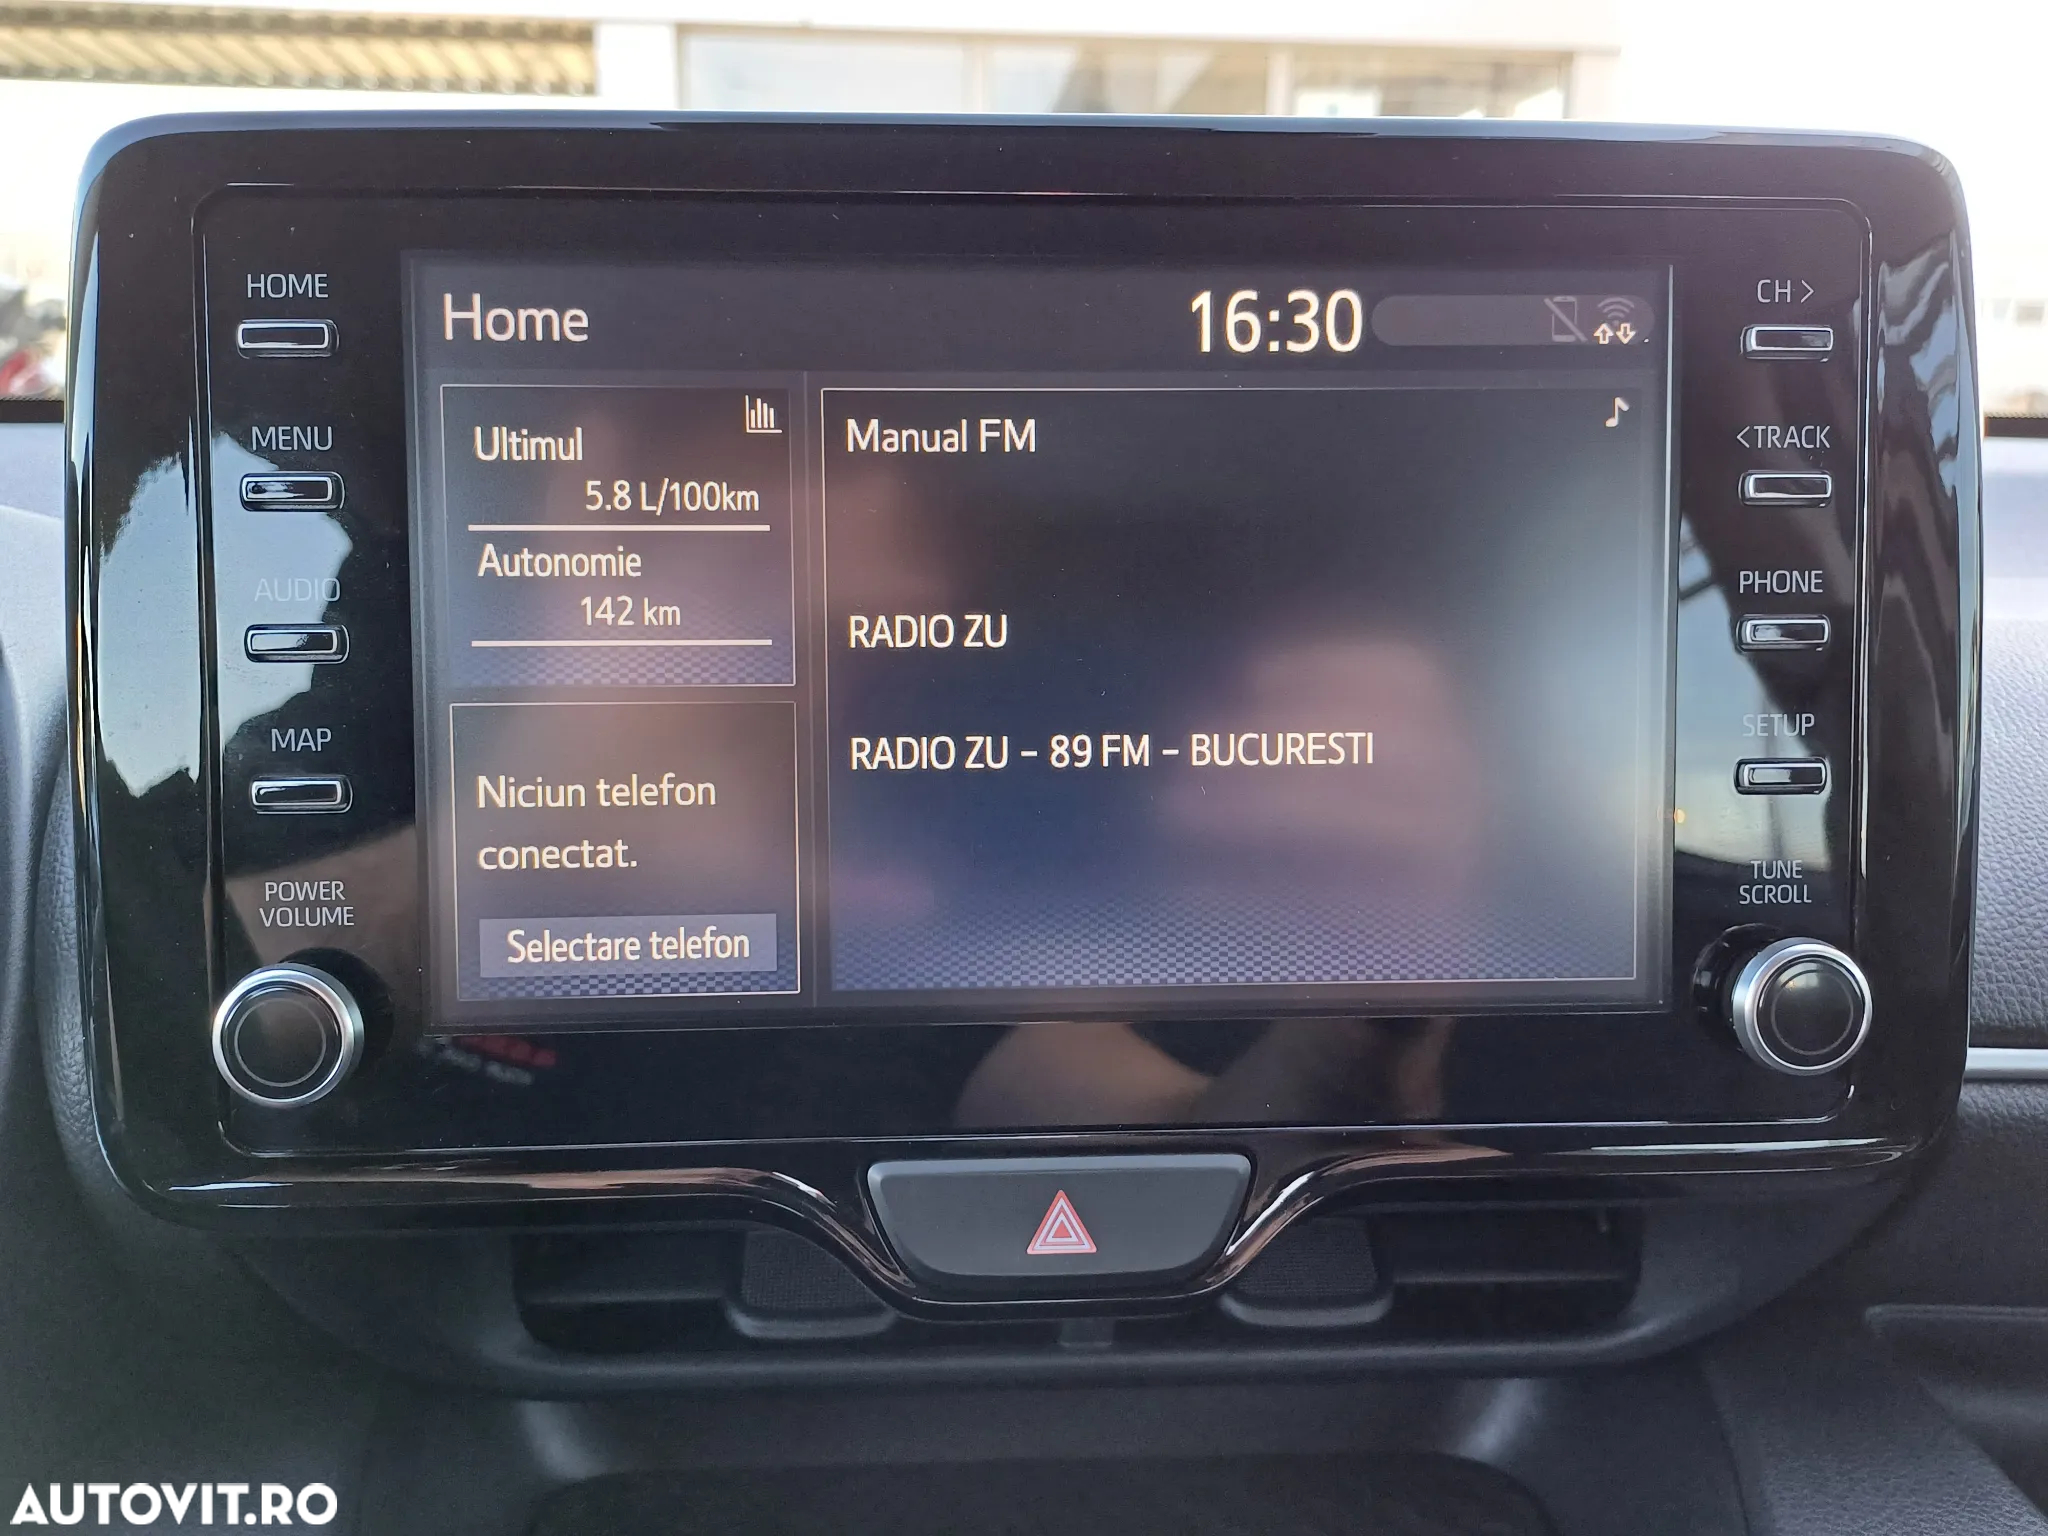 HOME
MENU
AUDIO
MAP
POWER
VOLUME
Home
16:30
Ultimul
5.8 L/100km
Autonomie
142 km
Niciun telefon
conectat.
Selectare telefon
Manual FM
RADIO ZU
RADIO ZU - 89 FM - BUCURESTI
CH>
<TRACK
PHONE
SETUP
TUNE
SCROLL
AUTOVIT.RO